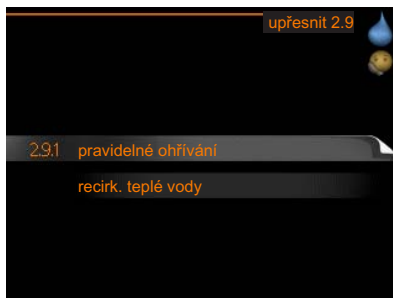 upřesnit 2.9
2.9.1 pravidelné ohřívání
recirk. teplé vody